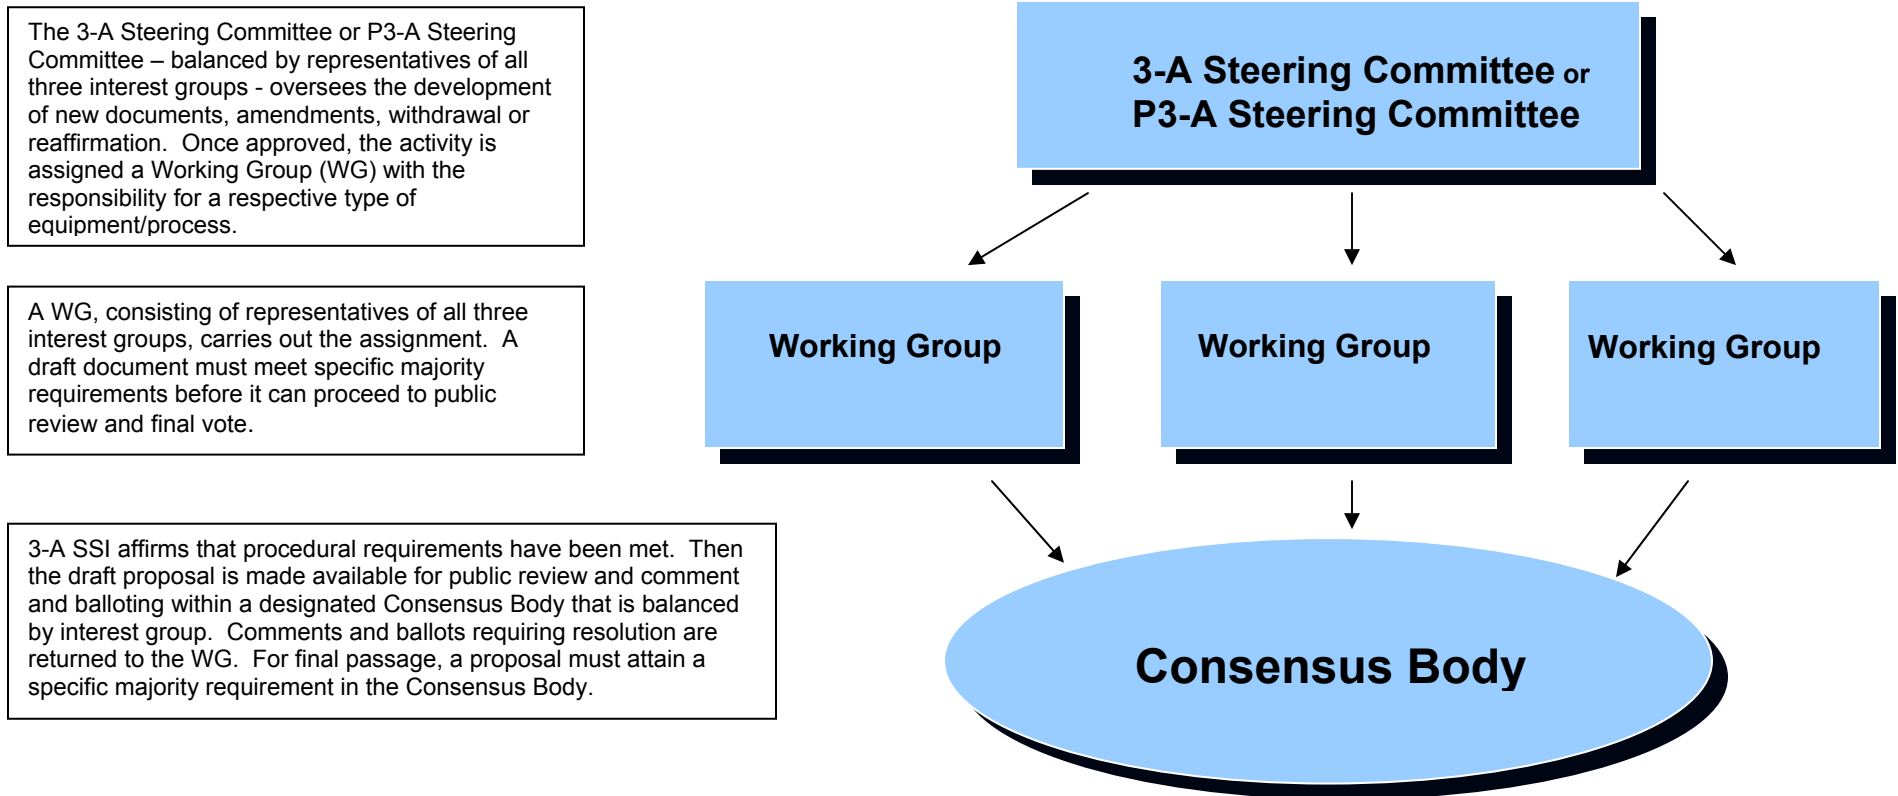 The 3-A Steering Committee or P3-A Steering
Committee – balanced by representatives of all
three interest groups - oversees the development
of new documents, amendments, withdrawal or
reaffirmation.  Once approved, the activity is
assigned a Working Group (WG) with the
responsibility for a respective type of
equipment/process.
A WG, consisting of representatives of all three
interest groups, carries out the assignment.  A
draft document must meet specific majority
requirements before it can proceed to public
review and final vote.
3-A SSI affirms that procedural requirements have been met.  Then
the draft proposal is made available for public review and comment
and balloting within a designated Consensus Body that is balanced
by interest group.  Comments and ballots requiring resolution are
returned to the WG.  For final passage, a proposal must attain a
specific majority requirement in the Consensus Body.
3-A Steering Committee or
P3-A Steering Committee
Working Group
Working Group
Working Group
Consensus Body